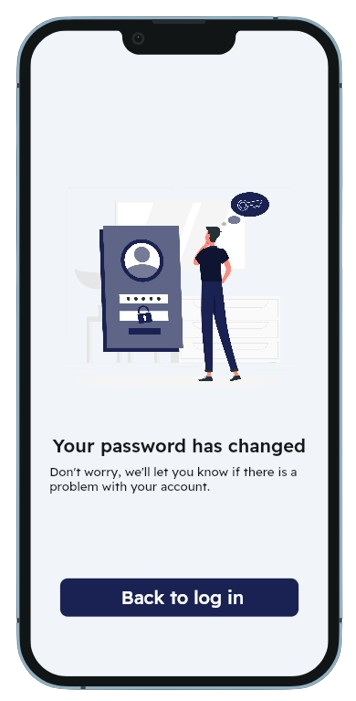 Your password has changed
Don't worry, we'll let you know if there is a
problem with your account.
Back to log in